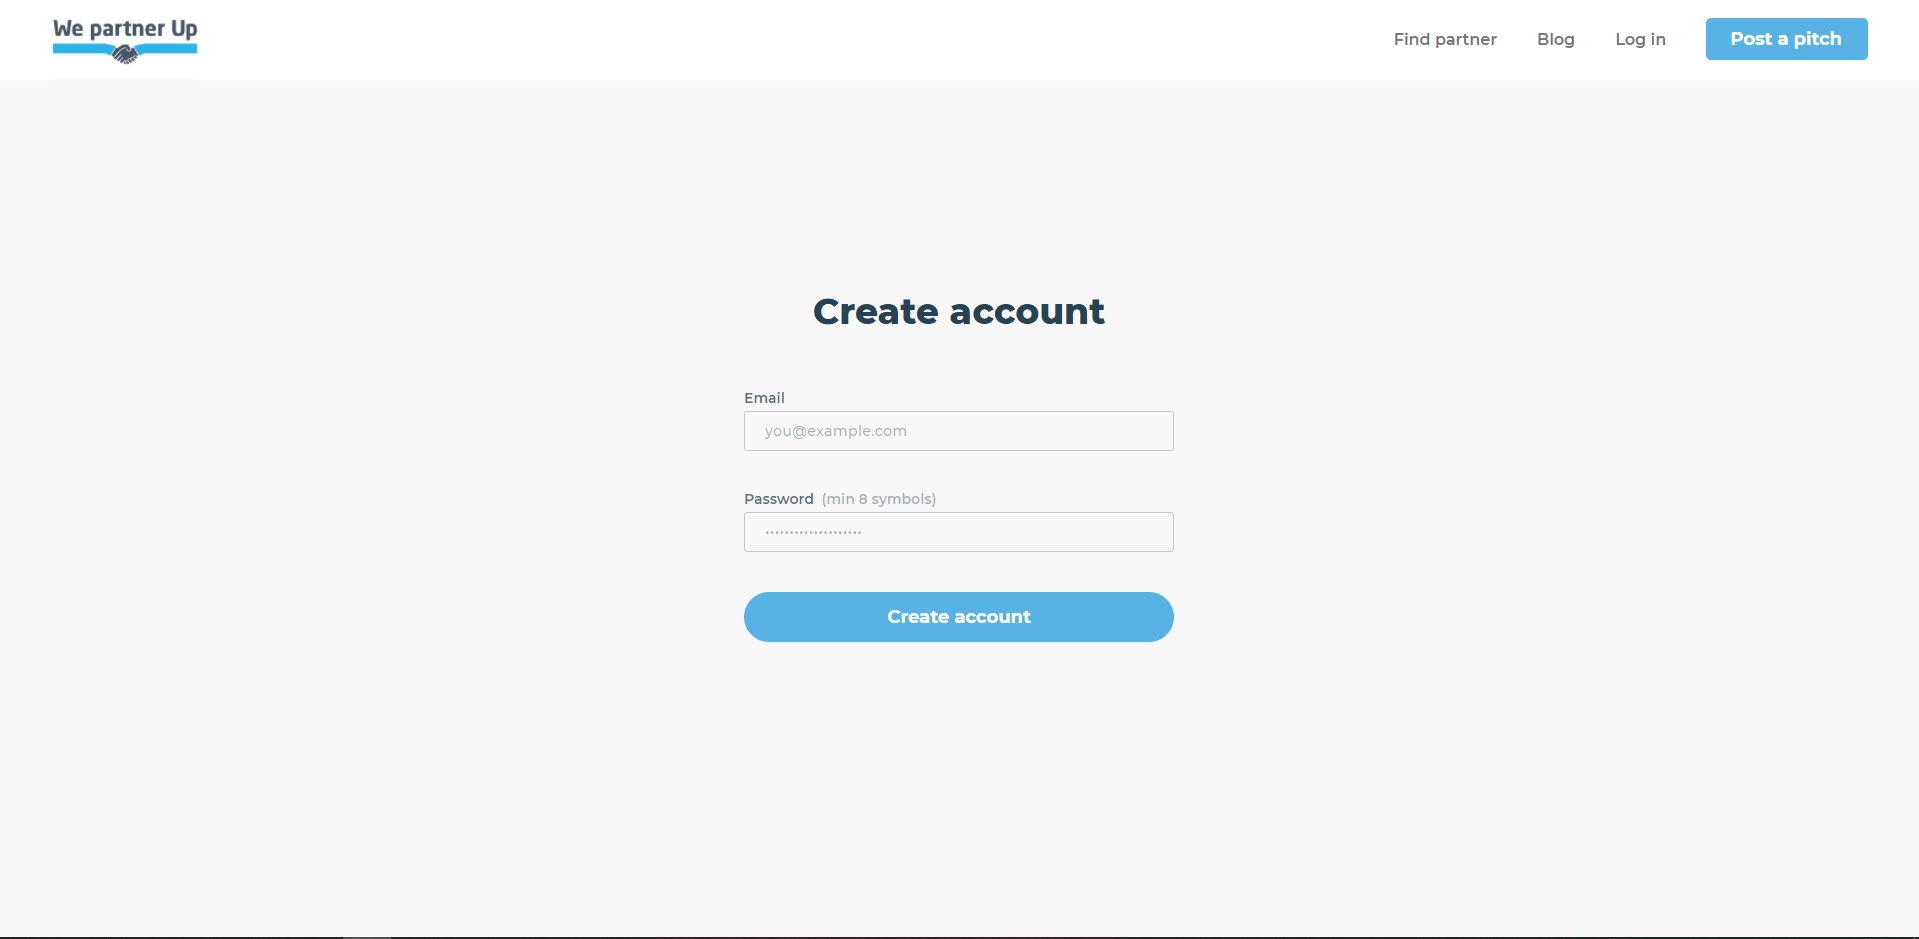 We partner Up
Find partner
Blog
Log in
Post a pitch
Create account
Email
you@example.com
Password (min 8 symbols)
Create account